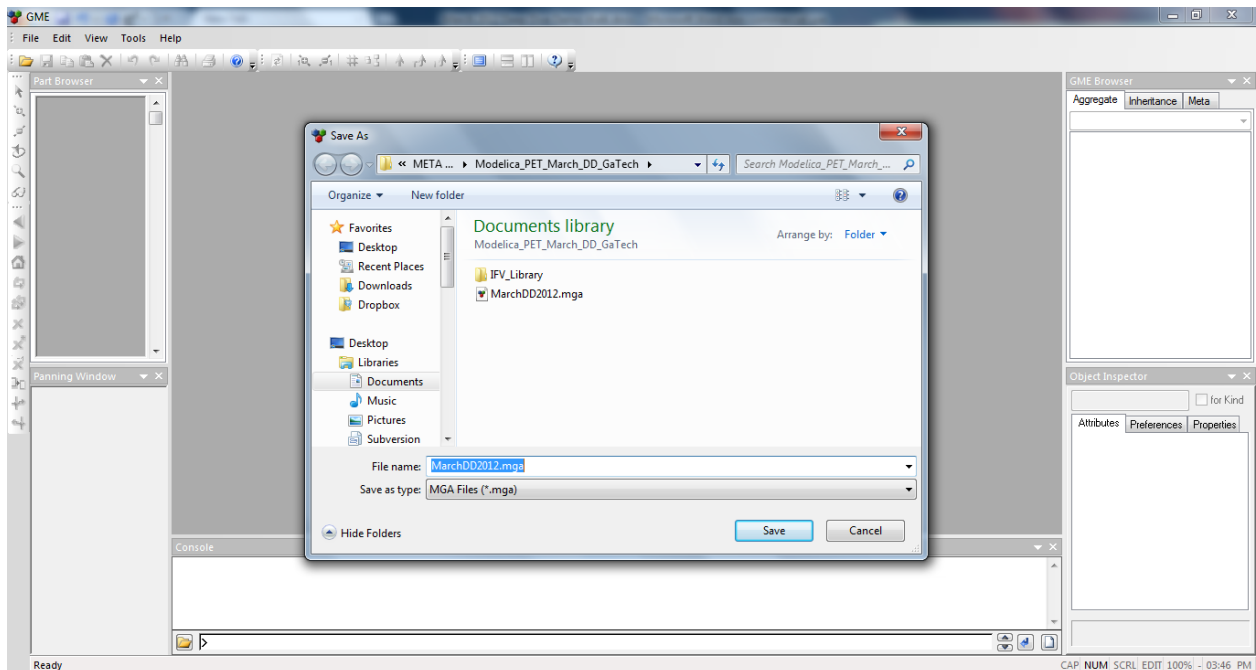 GME
File Edit View Tools Help
Part Browser
GME Browser
Aggregate Inheritance Meta
Save As
« META ... ▸ Modelica_PET_March_DD_GaTech ▸
Search Modelica_PET_March_...
Organize New folder
Favorites
Desktop
Recent Places
Downloads
Dropbox
Desktop
Libraries
Documents
Music
Pictures
Subversion
Documents library
Modelica_PET_March_DD_GaTech
Arrange by: Folder
IFV_Library
MarchDD2012.mga
File name: MarchDD2012.mga
Save as type: MGA Files (*.mga)
Hide Folders
Save Cancel
Panning Window
Object Inspector
for Kind
Attributes Preferences Properties
Console
>
Ready
CAP NUM SCRL EDIT 100% - 03:46 PM